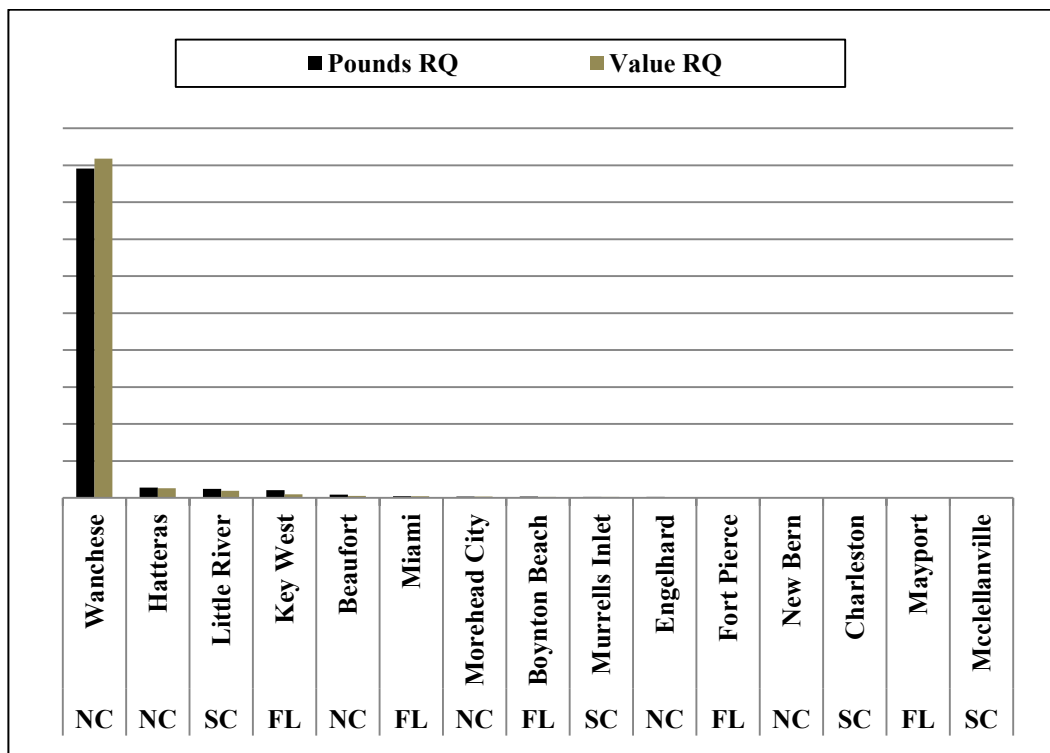 Pounds RQ Value RQ
Wanchese
Hatteras
Little River
Key West
Beaufort
Miami
Morehead City
Boynton Beach
Murrells Inlet
Engelhard
Fort Pierce
New Bern
Charleston
Mayport
Mcclellanville
NC NC SC FL NC FL NC FL SC NC FL NC SC FL SC